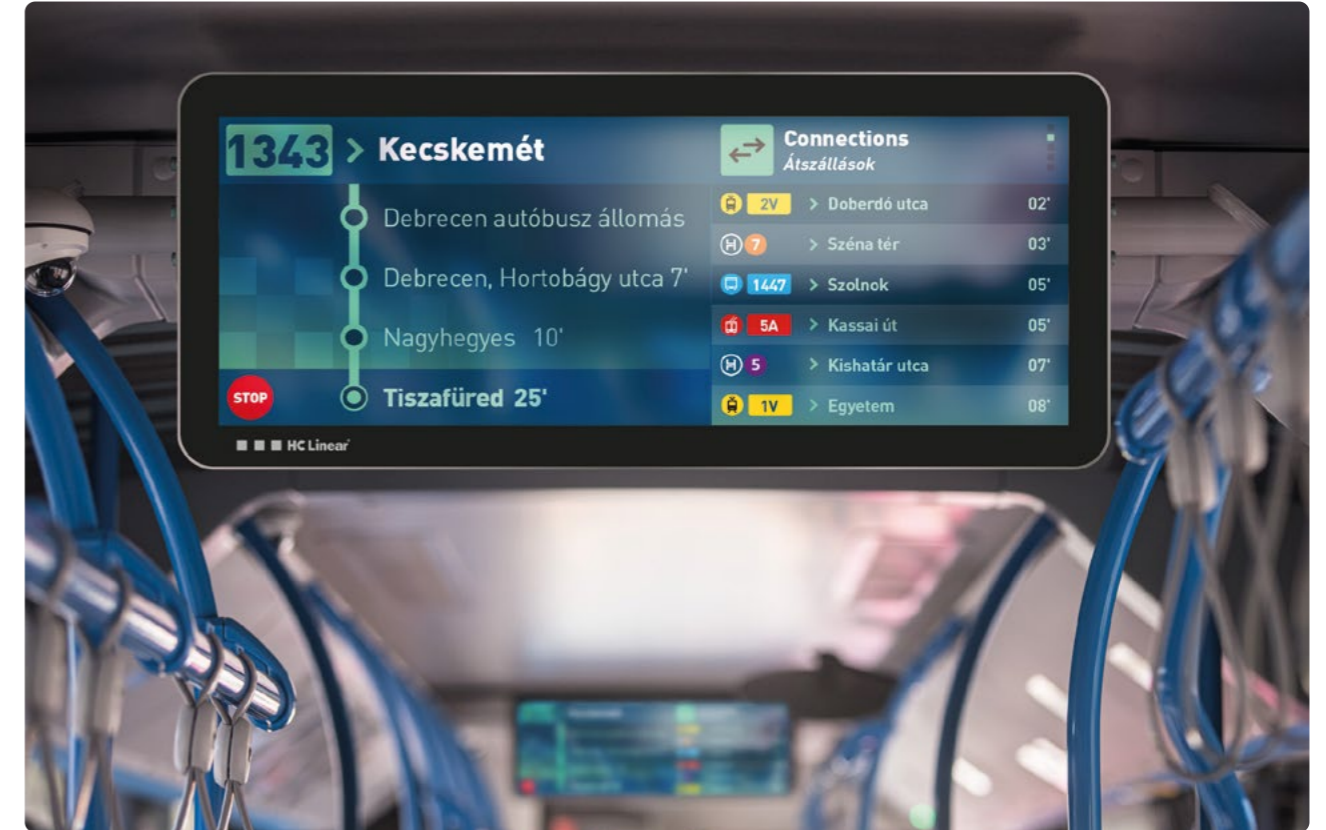 1343 > Kecskemét
Debrecen autóbusz állomás
Debrecen, Hortobágy utca 7'
Nagyhegyes 10'
STOP
Tiszafüred 25'
Connections
Átszállások
2V > Doberdó utca 02'
H 7 > Széna tér 03'
1447 > Szolnok 05'
5A > Kassai út 05'
H 5 > Kishatár utca 07'
1V > Egyetem 08'
HC Linear